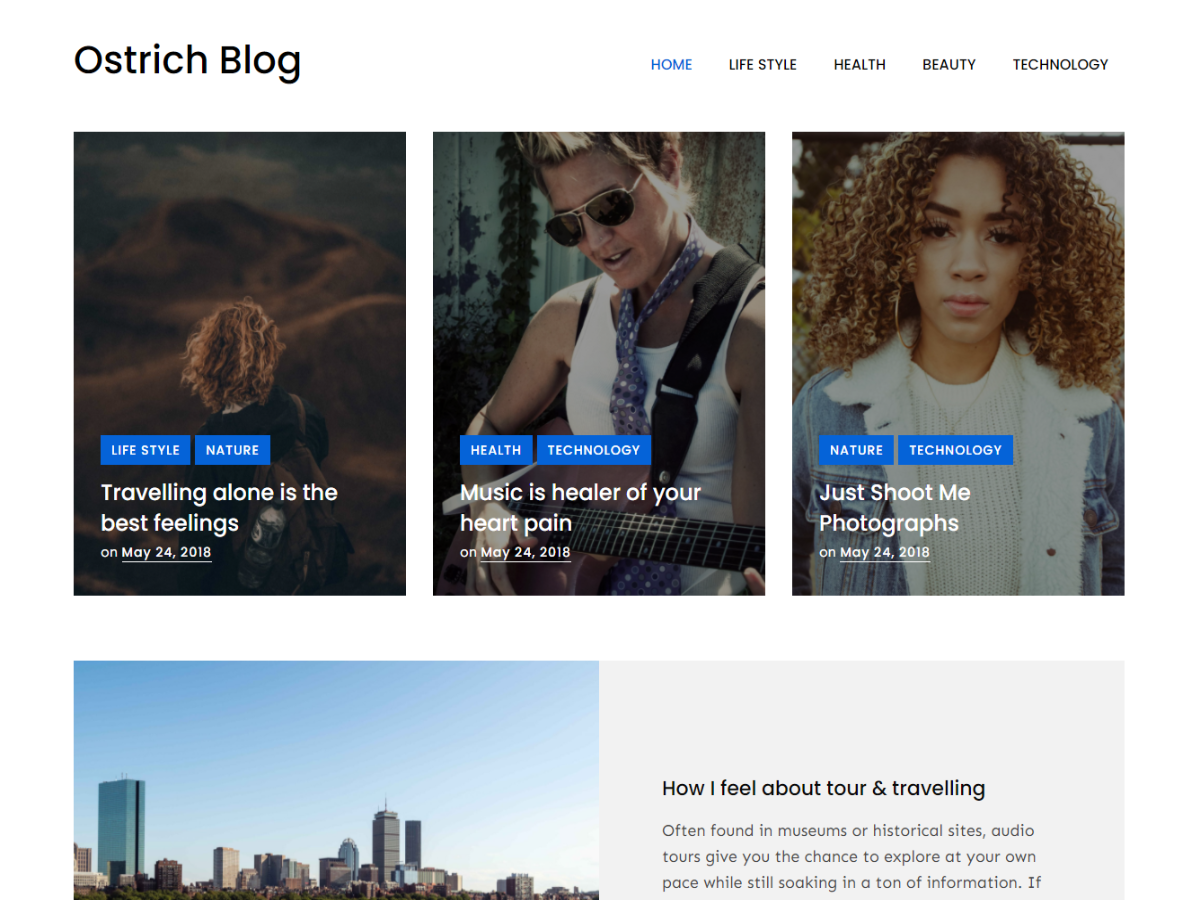 Ostrich Blog
HOME LIFE STYLE HEALTH BEAUTY TECHNOLOGY
LIFE STYLE NATURE
Travelling alone is the
best feelings
on May 24, 2018
HEALTH TECHNOLOGY
Music is healer of your
heart pain
on May 24, 2018
NATURE TECHNOLOGY
Just Shoot Me
Photographs
on May 24, 2018
How I feel about tour & travelling
Often found in museums or historical sites, audio
tours give you the chance to explore at your own
pace while still soaking in a ton of information. If